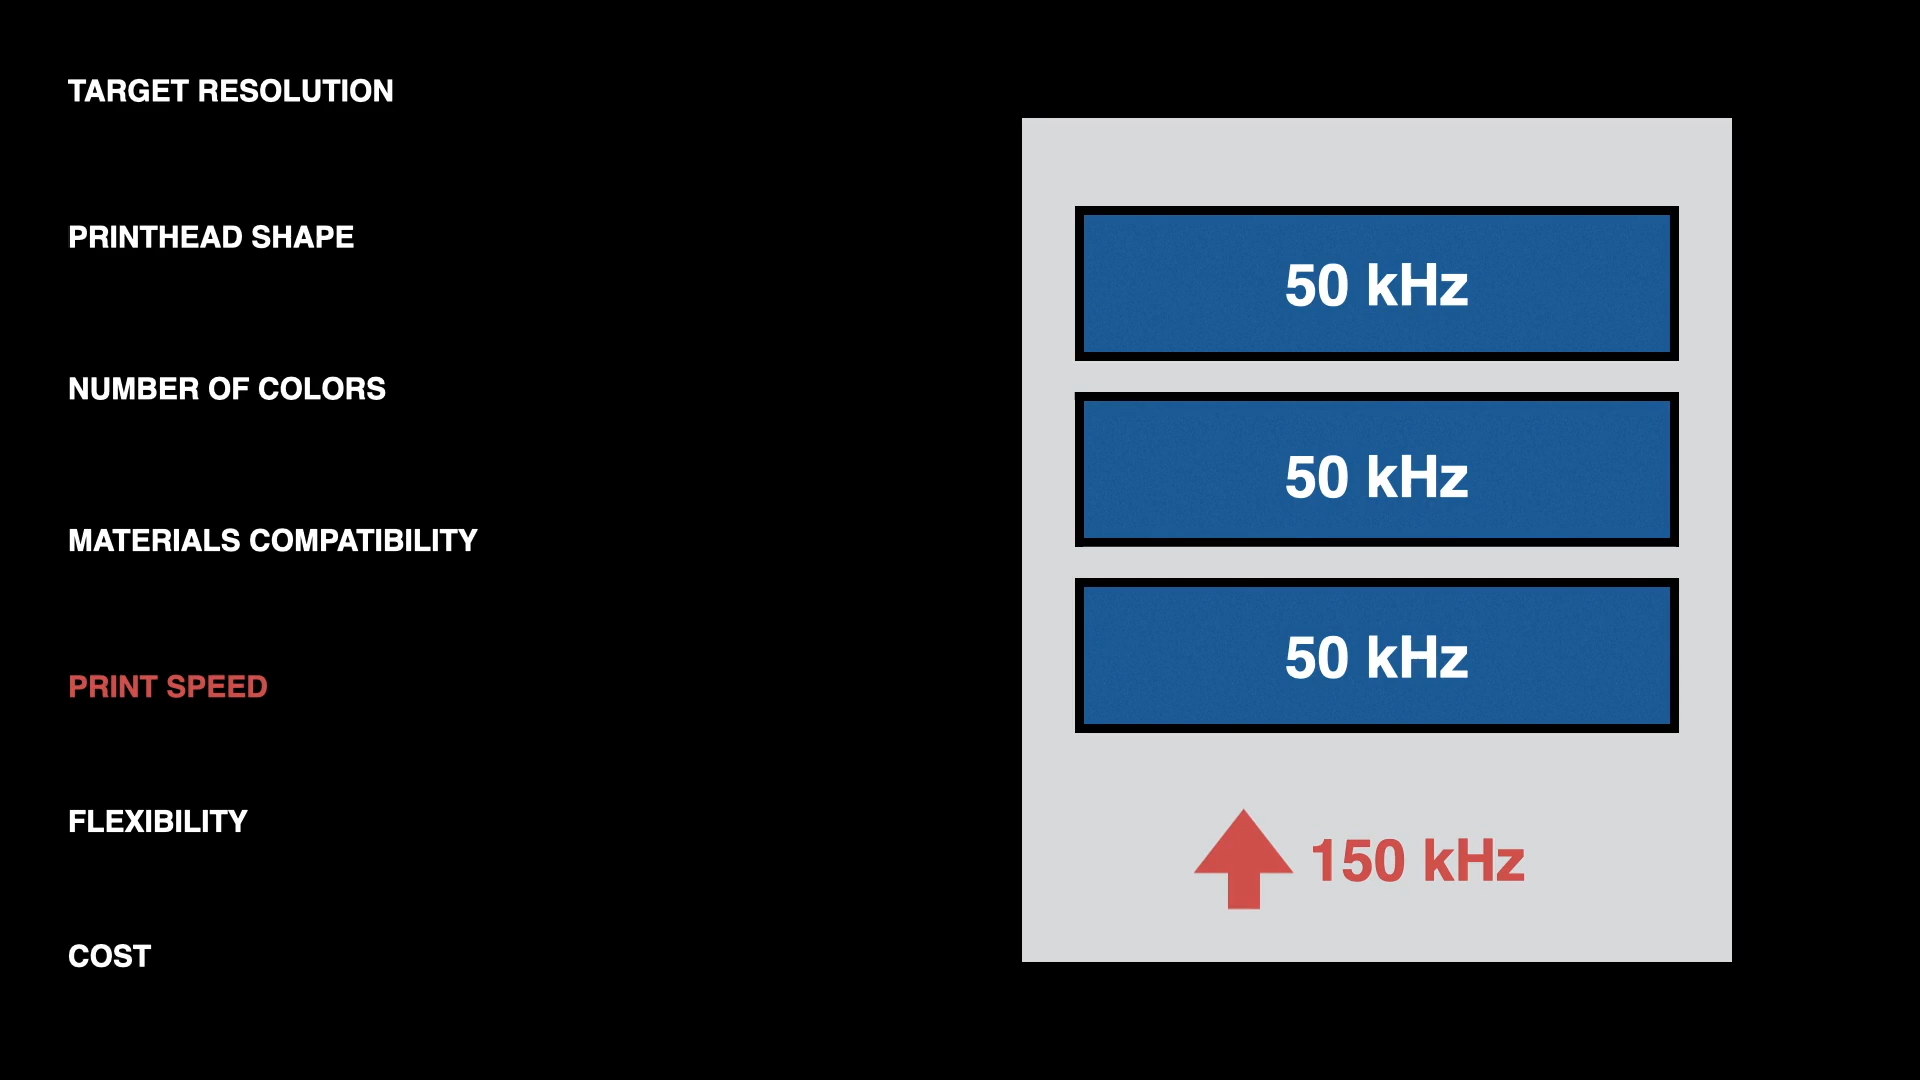 TARGET RESOLUTION
PRINTHEAD SHAPE
NUMBER OF COLORS
MATERIALS COMPATIBILITY
PRINT SPEED
FLEXIBILITY
COST
50 kHz
50 kHz
50 kHz
150 kHz